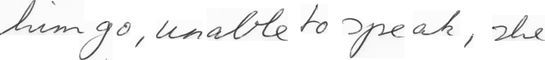 him go, unable to speak, she